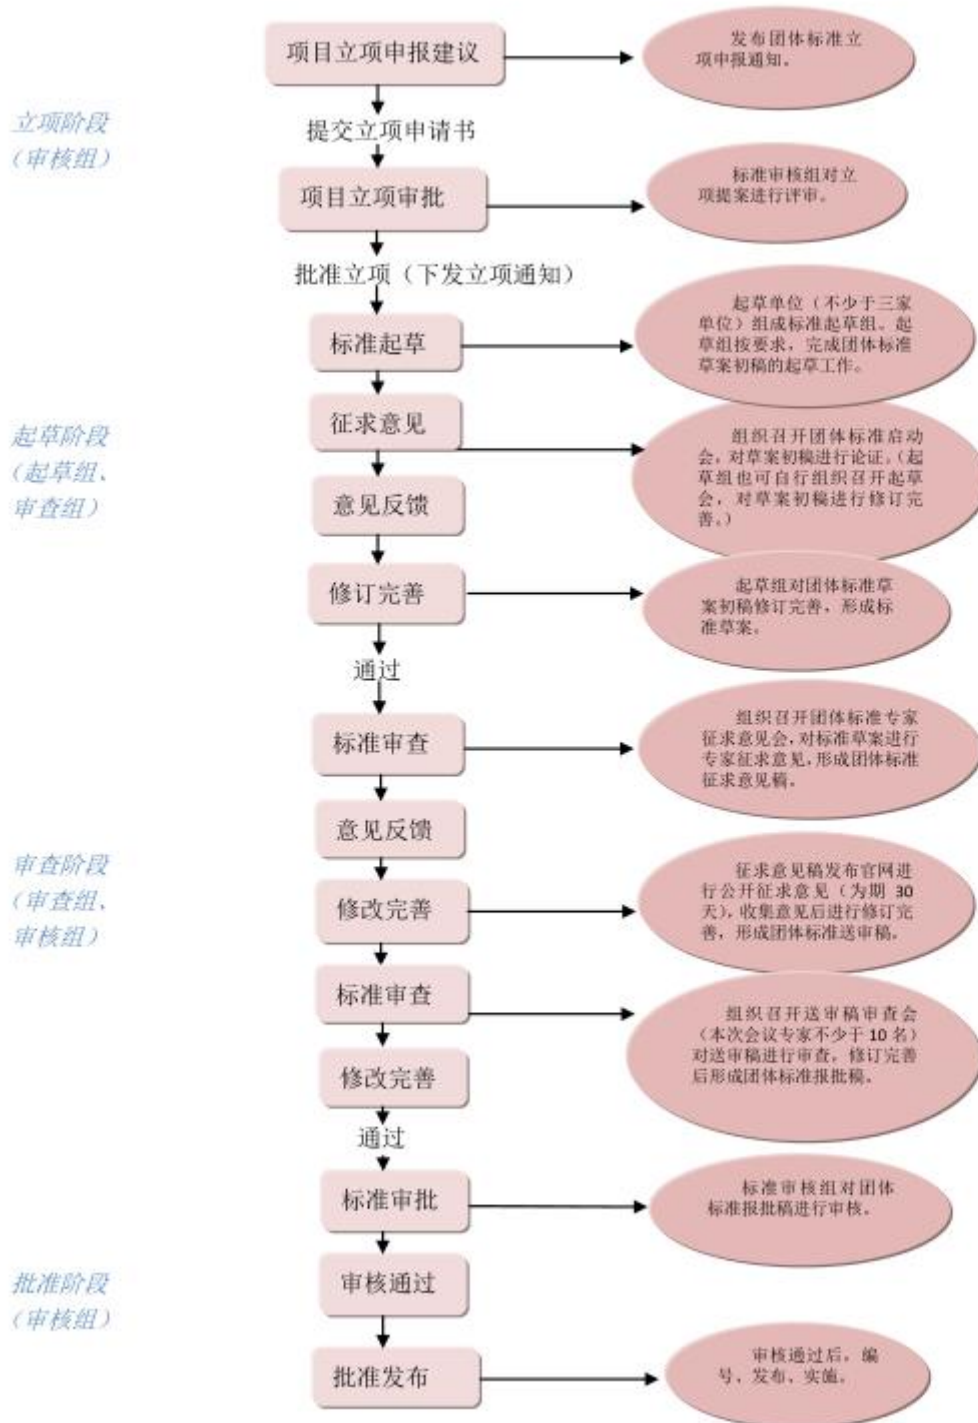 项目立项申报建议
发布团体标准立
项申报通知。
立项阶段
(审核组)
提交立项申请书
项目立项审批
标准审核组对立
项提案进行评审。
批准立项（下发立项通知）
标准起草
起草单位（不少于三家
单位）组成标准起草组。起
草组按要求，完成团体标准
草案初稿的起草工作。
起草阶段
(起草组、
审查组)
征求意见
组织召开团体标准启动
会，对草案初稿进行论证。（起
草组也可自行组织召开起草
会，对草案初稿进行修订完
善。）
意见反馈
修订完善
起草组对团体标准草
案初稿修订完善，形成标
准草案。
通过
标准审查
组织召开团体标准专家
征求意见会，对标准草案进行
专家征求意见，形成团体标准
征求意见稿。
意见反馈
审查阶段
(审查组、
审核组)
修改完善
征求意见稿发布官网进
行公开征求意见（为期 30
天），收集意见后进行修订完
善，形成团体标准送审稿。
标准审查
组织召开送审稿审查会
（本次会议专家不少于 10 名）
对送审稿进行审查，修订完善
后形成团体标准报批稿。
修改完善
通过
标准审批
标准审核组对团体
标准报批稿进行审核。
批准阶段
(审核组)
审核通过
批准发布
审核通过后，编
号、发布、实施。